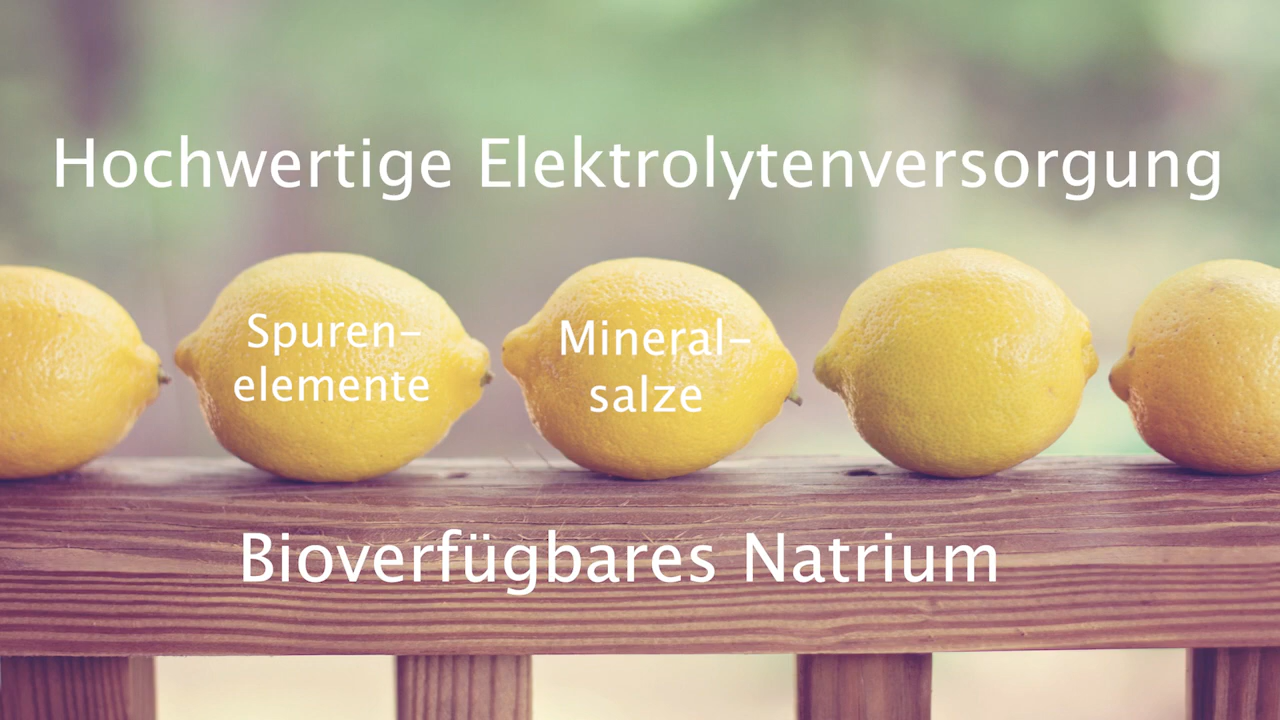 Hochwertige Elektrolytenversorgung
Spuren-
elemente
Mineral-
salze
Bioverfügbares Natrium